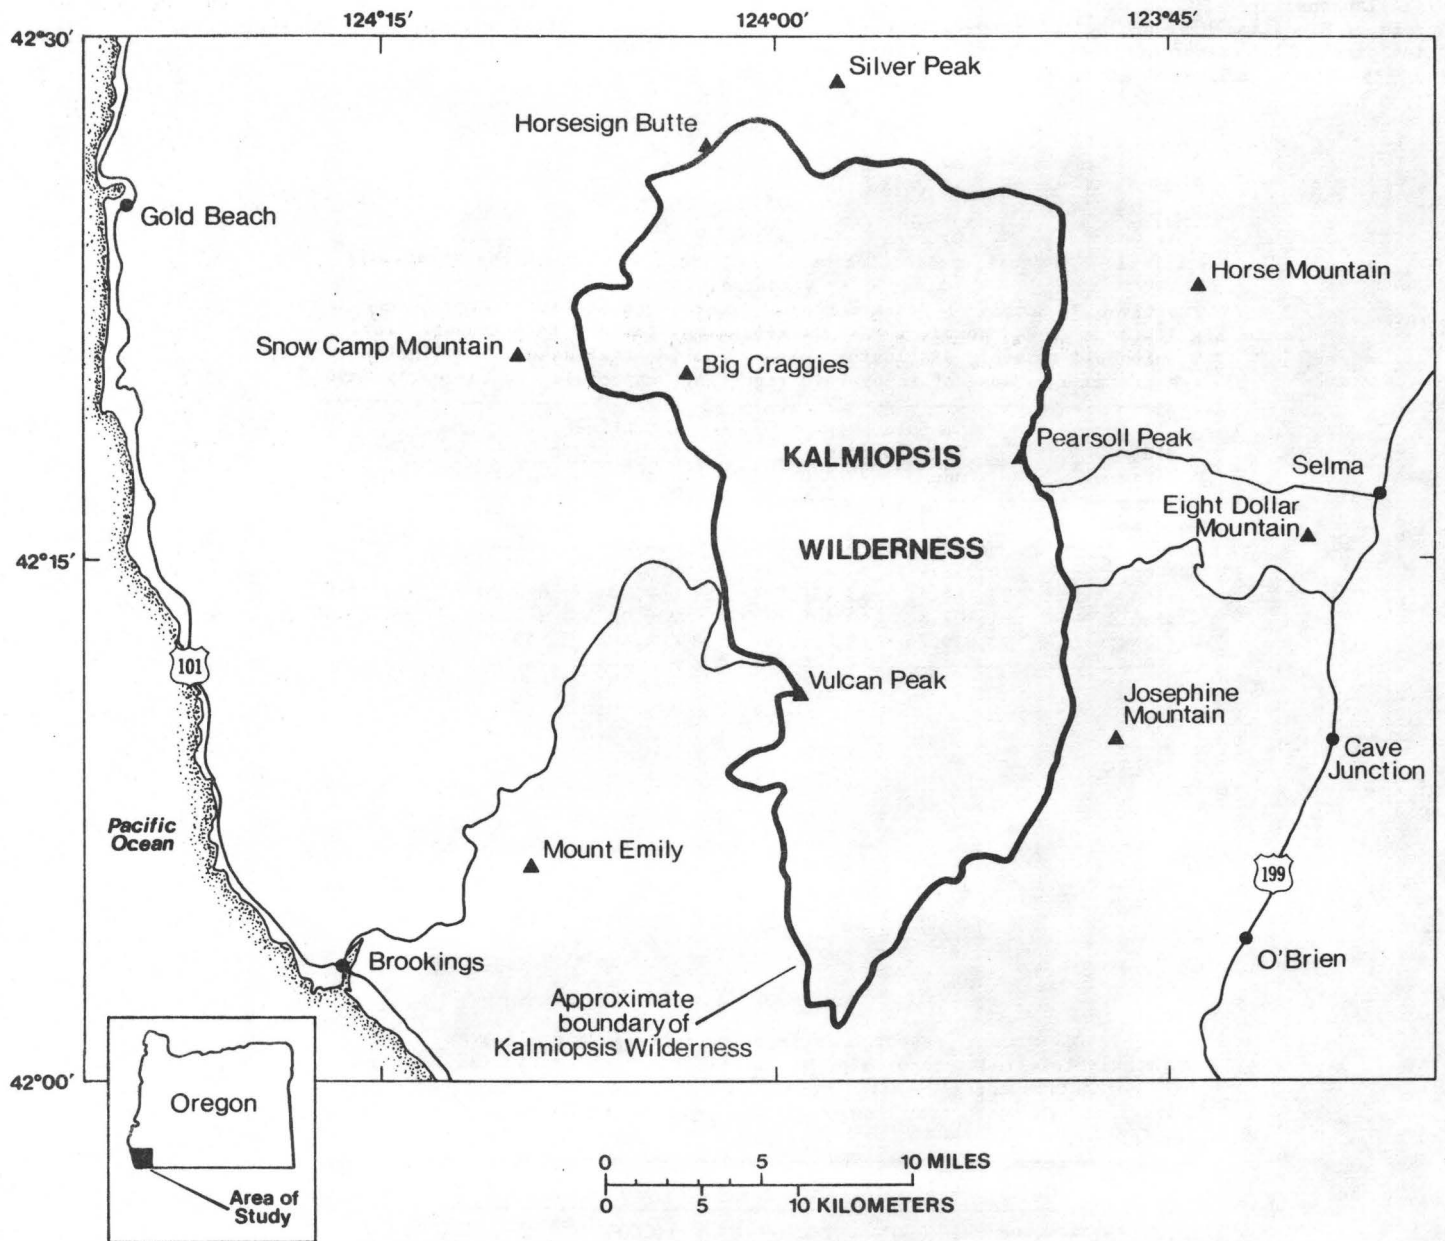 124°15′
124°00′
123°45′
42°30′
Silver Peak
Horsesign Butte
Gold Beach
Horse Mountain
Snow Camp Mountain
Big Craggies
Pearsoll Peak
KALMIOPSIS
Selma
Eight Dollar
Mountain
WILDERNESS
42°15′
101
Vulcan Peak
Josephine
Mountain
Cave
Junction
Pacific
Ocean
Mount Emily
199
Brookings
O'Brien
Approximate
boundary of
Kalmiopsis Wilderness
42°00′
Oregon
Area of
Study
0 5 10 MILES
0 5 10 KILOMETERS